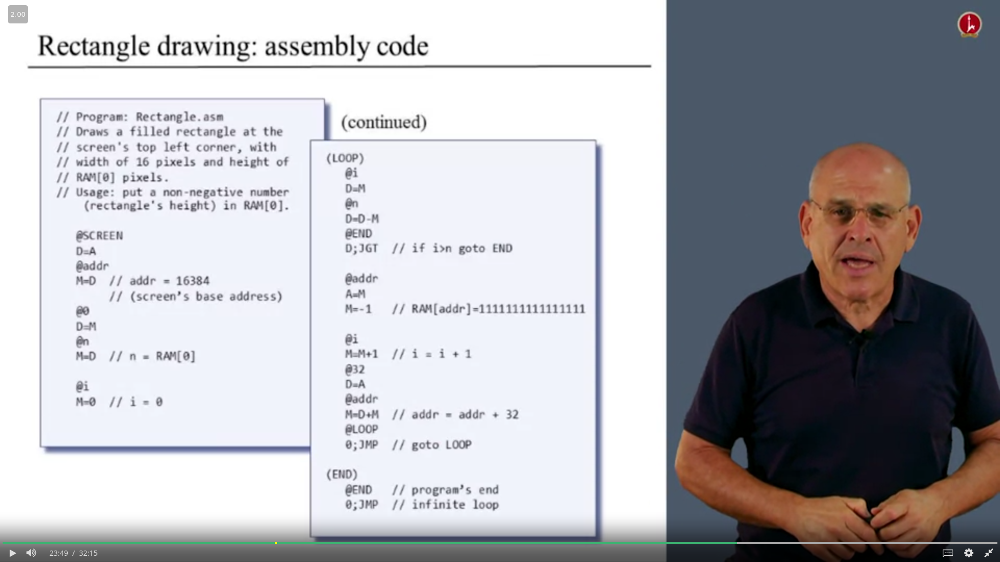 2.00
Rectangle drawing: assembly code
// Program: Rectangle.asm
// Draws a filled rectangle at the
// screen's top left corner, with
// width of 16 pixels and height of
// RAM[0] pixels.
// Usage: put a non-negative number
(rectangle's height) in RAM[0].
@SCREEN
D=A
@addr
M=D // addr = 16384
// (screen’s base address)
@0
D=M
@n
M=D // n = RAM[0]
@i
M=0 // i = 0
(continued)
(LOOP)
@i
D=M
@n
D=D-M
@END
D;JGT // if i>n goto END
@addr
A=M
M=-1 // RAM[addr]=1111111111111111
@i
M=M+1 // i = i + 1
@32
D=A
@addr
M=D+M // addr = addr + 32
@LOOP
0;JMP // goto LOOP
(END)
@END // program’s end
0;JMP // infinite loop
23:49 / 32:15